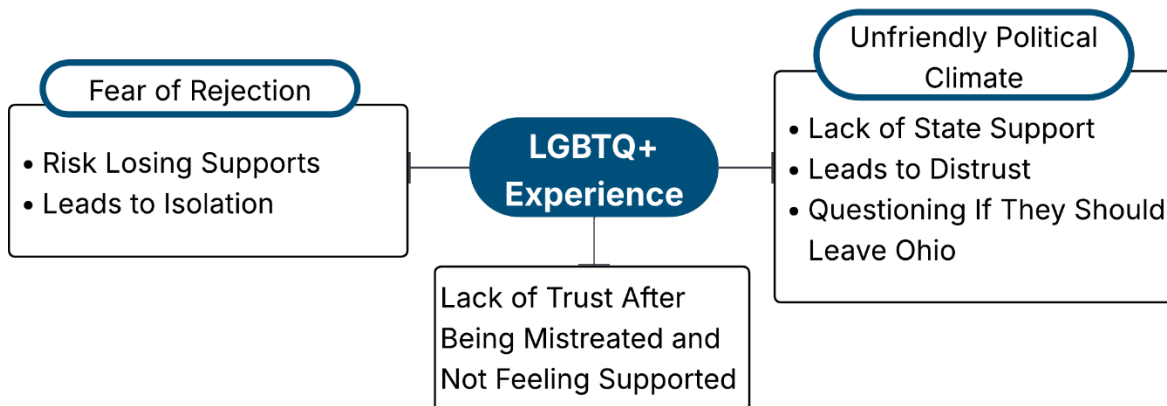 Fear of Rejection
• Risk Losing Supports
• Leads to Isolation
LGBTQ+
Experience
Lack of Trust After
Being Mistreated and
Not Feeling Supported
Unfriendly Political
Climate
• Lack of State Support
• Leads to Distrust
• Questioning If They Should
Leave Ohio